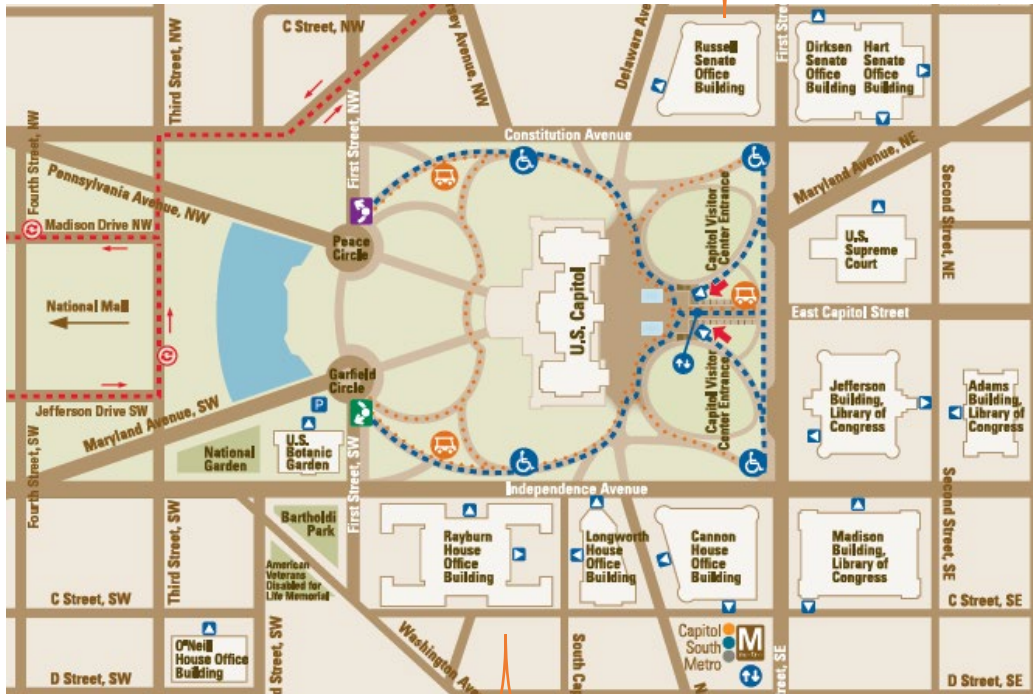 C Street, NW
Third Street, NW
First Street, NW
rsey Avenue, NW
Delaware Ave
First Street
Russell
Senate
Office
Building
Dirksen
Senate
Office
Building
Hart
Senate
Office
Building
Constitution Avenue
Fourth Street, NW
Pennsylvania Avenue, NW
Madison Drive NW
Peace
Circle
National Mall
U.S. Capitol
Capitol Visitor
Center Entrance
Maryland Avenue, NE
Second Street, NE
U.S.
Supreme
Court
East Capitol Street
Garfield
Circle
Jefferson Drive SW
Maryland Avenue, SW
P
U.S.
Botanic
Garden
National
Garden
Capitol Visitor
Center Entrance
Jefferson
Building,
Library of
Congress
Adams
Building,
Library of
Congress
Fourth Street, SW
Third Street, SW
First Street, SW
Independence Avenue
Second Street, SE
Bartholdi
Park
American
Veterans
Disabled for
Life Memorial
Rayburn
House
Office
Building
Longworth
House
Office
Building
Cannon
House
Office
Building
Madison
Building,
Library of
Congress
C Street, SW
C Street, SE
O'Neill
House Office
Building
D Street, SW
d Street, SW
Washington Ave
South Cap
N
Capitol
South
Metro
M
treet, SE
D Street, SE